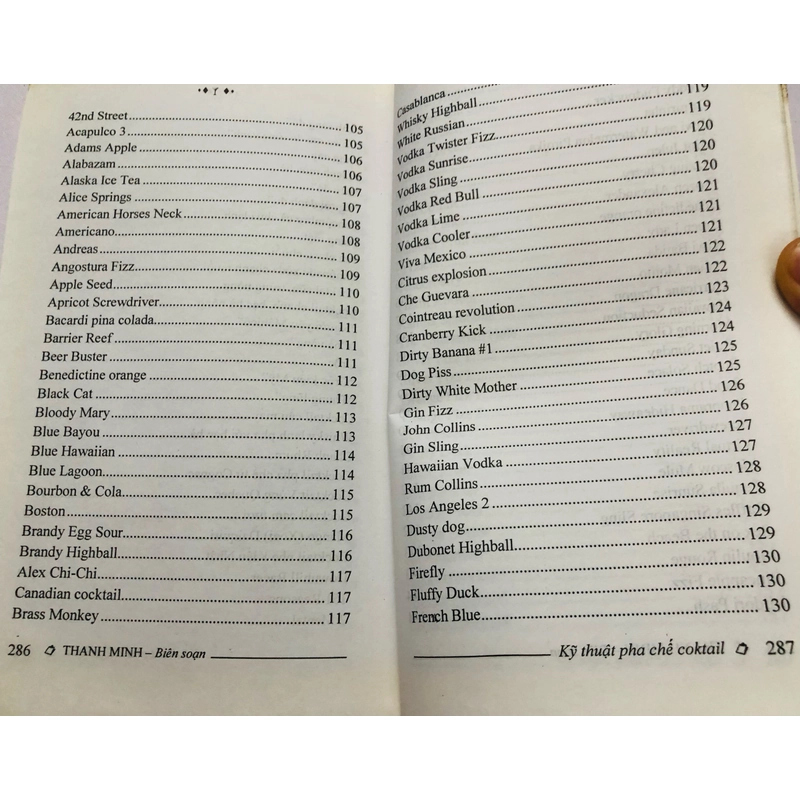 42nd Street 105
Acapulco 3 105
Adams Apple 106
Alabazam 106
Alaska Ice Tea 107
Alice Springs 107
American Horses Neck 108
Americano 108
Andreas 109
Angostura Fizz 109
Apple Seed 110
Apricot Screwdriver 110
Bacardi pina colada 111
Barrier Reef 111
Beer Buster 111
Benedictine orange 112
Black Cat 112
Bloody Mary 113
Blue Bayou 113
Blue Hawaiian 114
Blue Lagoon 114
Bourbon & Cola 115
Boston 115
Brandy Egg Sour 116
Brandy Highball 116
Alex Chi-Chi 117
Canadian cocktail 117
Brass Monkey 117
286 THANH MINH – Biên soạn
Casablanca
Whisky Highball
White Russian 119
Vodka Twister Fizz 119
Vodka Sunrise 120
Vodka Sling 120
Vodka Red Bull 120
Vodka Lime 121
Vodka Cooler 121
Viva Mexico 121
Citrus explosion 122
Che Guevara 122
Cointreau revolution 123
Cranberry Kick 124
Dirty Banana #1 124
Dog Piss 125
Dirty White Mother 125
Gin Fizz 126
John Collins 126
Gin Sling 127
Hawaiian Vodka 127
Rum Collins 128
Los Angeles 2 128
Dusty dog 129
Dubonet Highball 129
Firefly 130
Fluffy Duck 130
French Blue 130
Kỹ thuật pha chế coktail 287